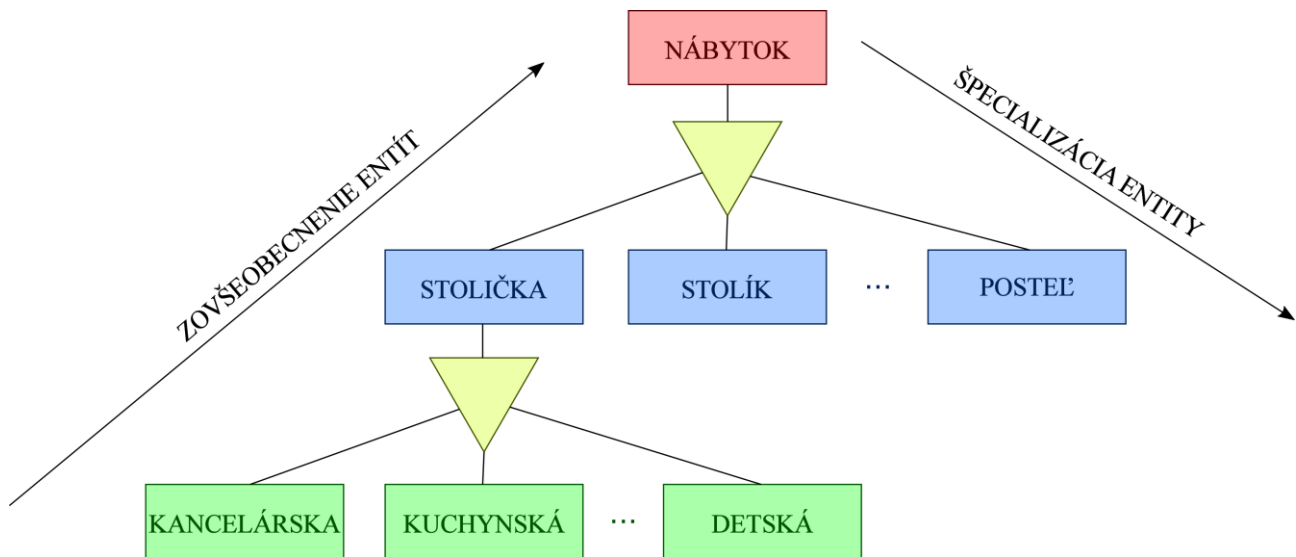 NÁBYTOK
ZOVŠEOBECNENIE ENTÍT
ŠPECIALIZÁCIA ENTITY
STOLIČKA
STOLÍK
...
POSTEĽ
KANCELÁRSKA
KUCHYNSKÁ
...
DETSKÁ